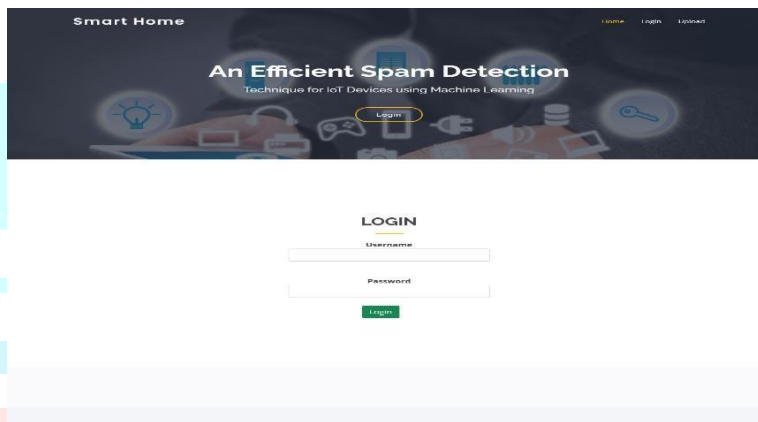 Smart Home
Home Login Upload
An Efficient Spam Detection
Technique for IoT Devices using Machine Learning
Login
LOGIN
Username
Password
Login